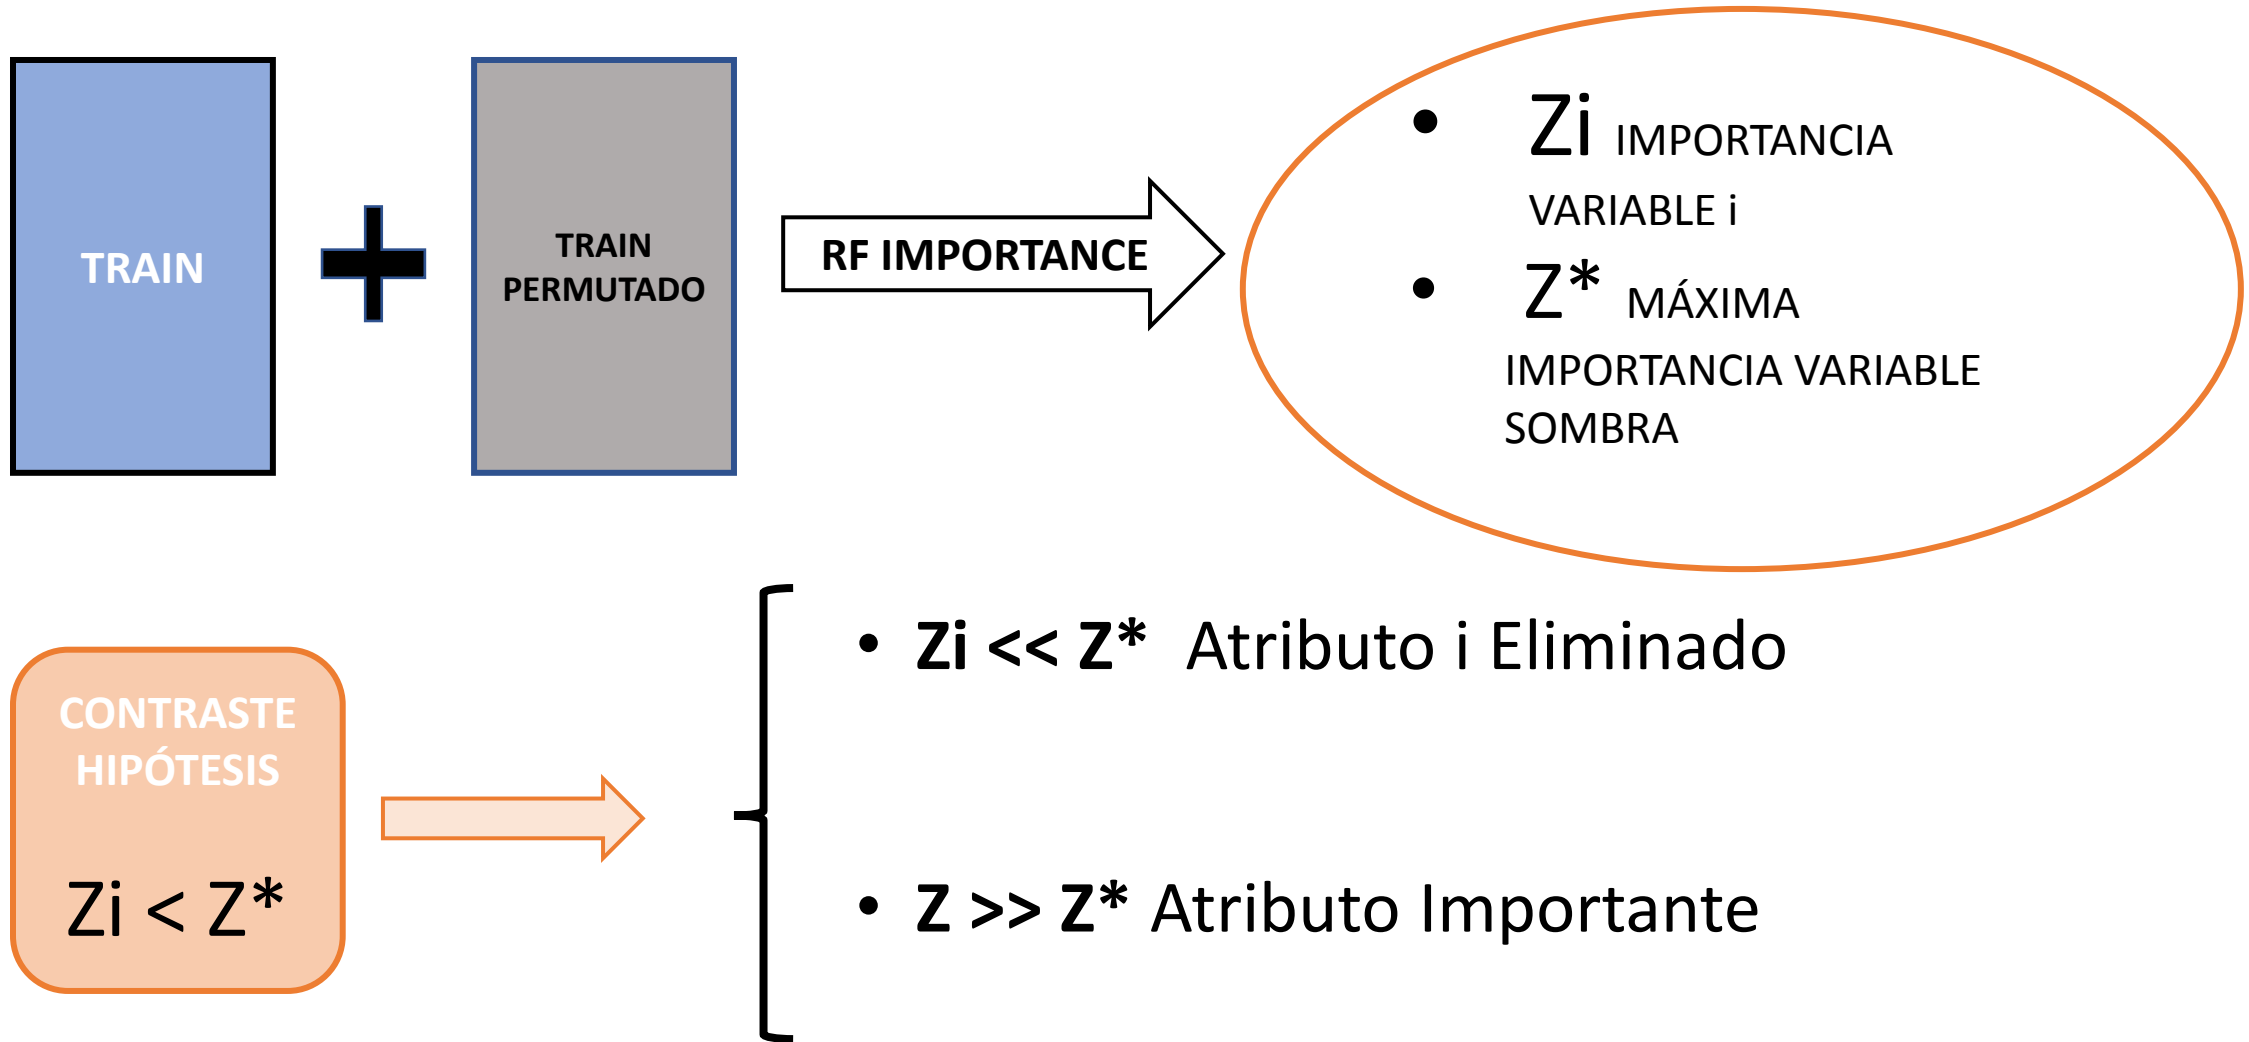 TRAIN
TRAIN
PERMUTADO
RF IMPORTANCE
• Zi IMPORTANCIA
VARIABLE i
• Z* MÁXIMA
IMPORTANCIA VARIABLE
SOMBRA
CONTRASTE
HIPÓTESIS
Zi < Z*
• Zi << Z* Atributo i Eliminado
• Z >> Z* Atributo Importante